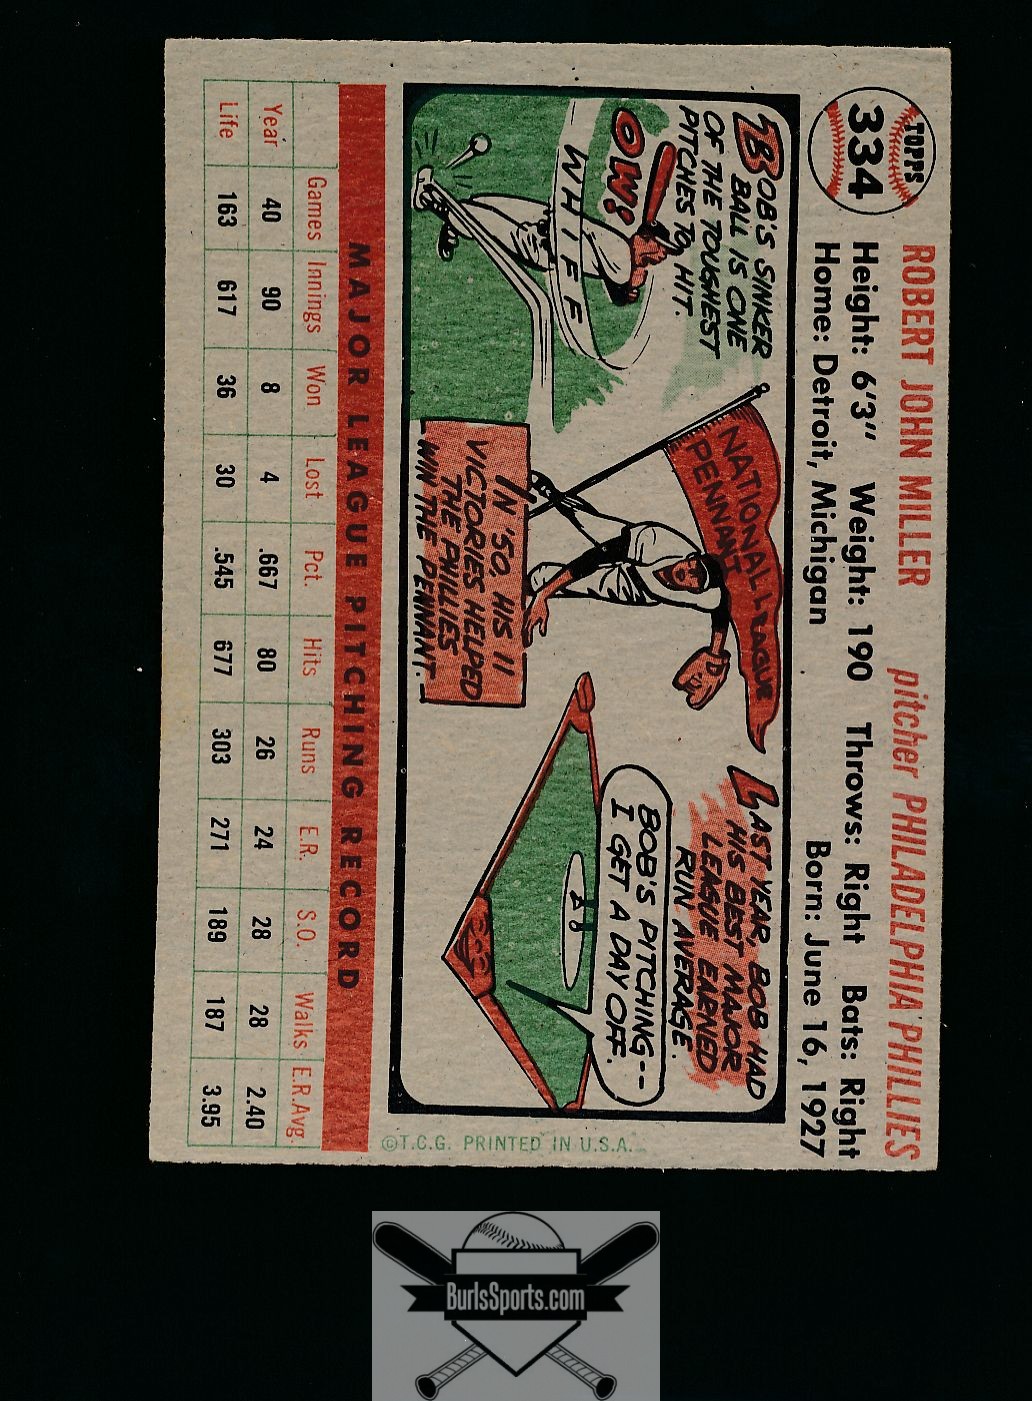 TOPPS
334
ROBERT JOHN MILLER pitcher PHILADELPHIA PHILLIES
Height: 6'3" Weight: 190 Throws: Right Bats: Right
Home: Detroit, Michigan Born: June 16, 1927
BOB'S SINKER
BALL IS ONE
OF THE TOUGHEST
PITCHES TO HIT.
OW!
WHIFF
NATIONAL LEAGUE
PENNANT
IN '50, HIS 11
VICTORIES HELPED
THE PHILLIES
WIN THE PENNANT.
LAST YEAR, BOB HAD
HIS BEST MAJOR
LEAGUE EARNED
RUN AVERAGE.
BOB'S PITCHING--
I GET A DAY OFF.
MAJOR LEAGUE PITCHING RECORD
Games Innings Won Lost Pct. Hits Runs E.R. S.O. Walks E.R.Avg.
Year 40 90 8 4 .667 80 26 24 28 28 2.40
Life 163 617 36 30 .545 677 303 271 189 187 3.95
©T.C.G. PRINTED IN U.S.A.
BurlsSports.com